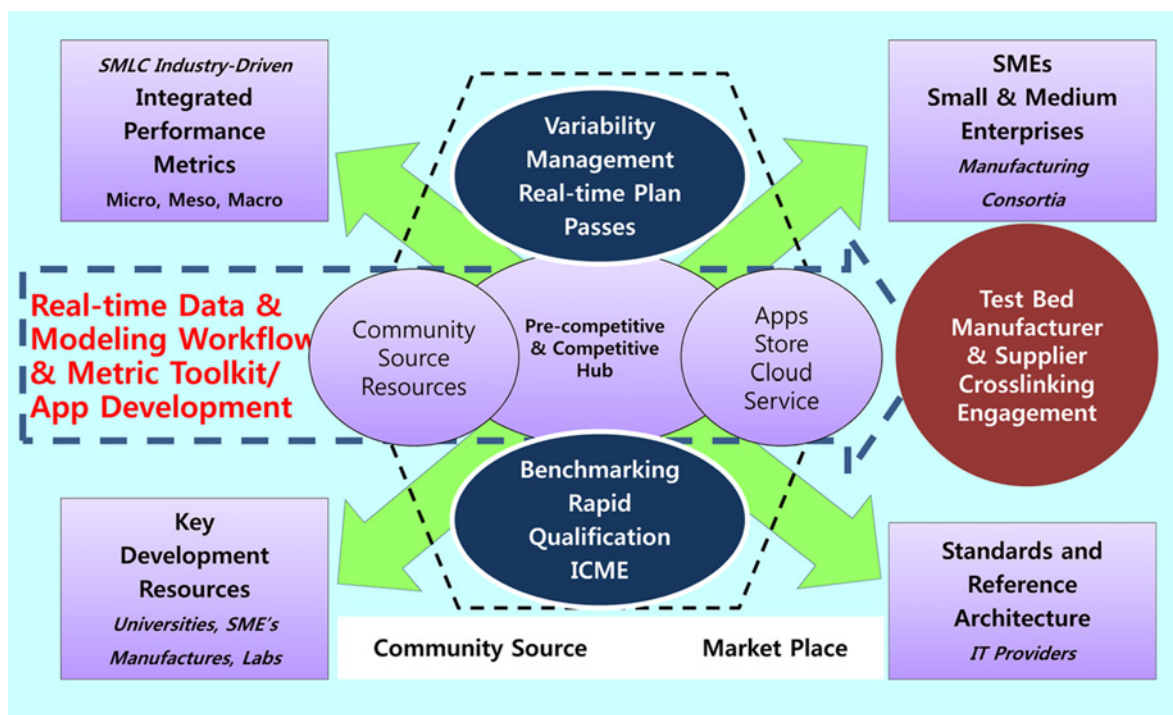 SMLC Industry-Driven
Integrated
Performance
Metrics
Micro, Meso, Macro
Variability
Management
Real-time Plan
Passes
SMEs
Small & Medium
Enterprises
Manufacturing
Consortia
Real-time Data &
Modeling Workflow
& Metric Toolkit/
App Development
Community
Source
Resources
Pre-competitive
& Competitive
Hub
Apps
Store
Cloud
Service
Test Bed
Manufacturer
& Supplier
Crosslinking
Engagement
Key
Development
Resources
Universities, SME's
Manufactures, Labs
Benchmarking
Rapid
Qualification
ICME
Standards and
Reference
Architecture
IT Providers
Community Source
Market Place